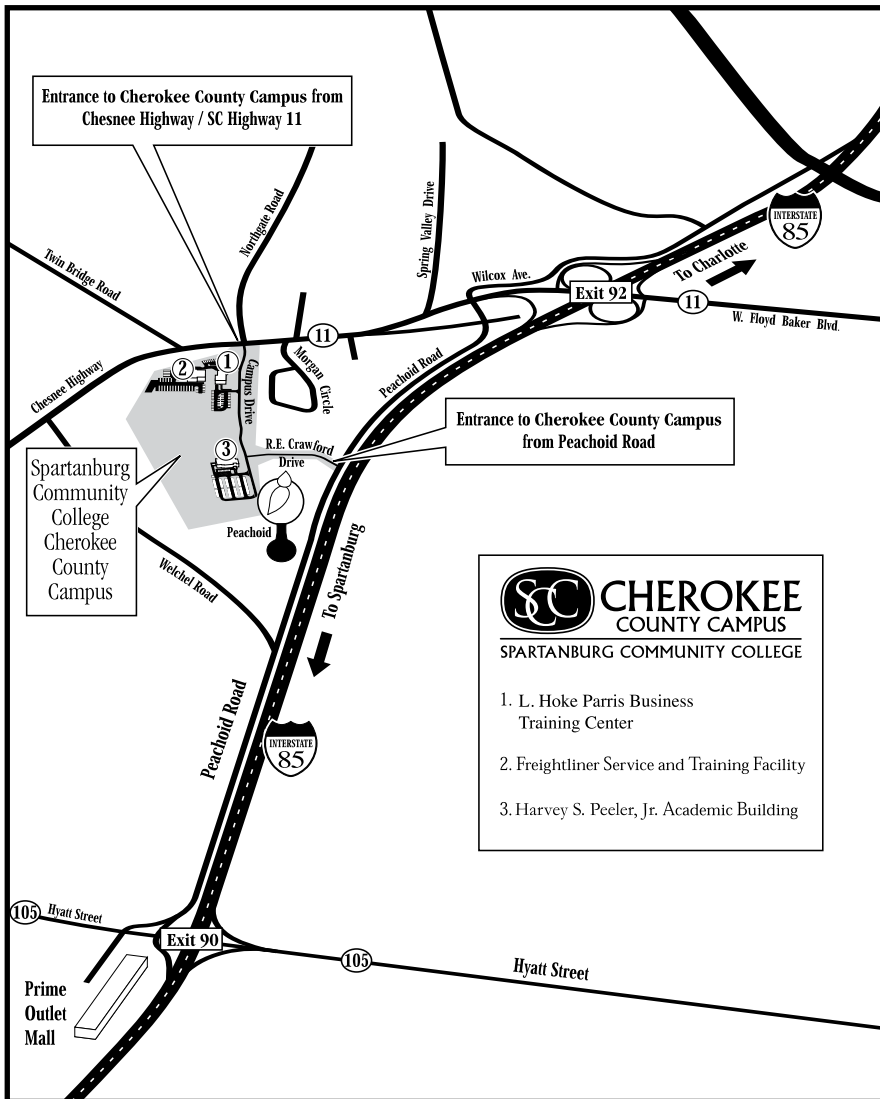 Entrance to Cherokee County Campus from
Chesnee Highway / SC Highway 11
Northgate Road
Spring Valley Drive
INTERSTATE
85
Twin Bridge Road
Wilcox Ave.
To Charlotte
Exit 92
11
W. Floyd Baker Blvd.
11
Chesnee Highway
2
1
Campus Drive
Morgan Circle
Peachoid Road
Entrance to Cherokee County Campus
from Peachoid Road
3
R.E. Crawford
Drive
Spartanburg
Community
College
Cherokee
County
Campus
Peachoid
Welchel Road
To Spartanburg
SCC
CHEROKEE
COUNTY CAMPUS
SPARTANBURG COMMUNITY COLLEGE
1. L. Hoke Parris Business
Training Center
2. Freightliner Service and Training Facility
3. Harvey S. Peeler, Jr. Academic Building
Peachoid Road
INTERSTATE
85
105
Hyatt Street
Exit 90
105
Hyatt Street
Prime
Outlet
Mall